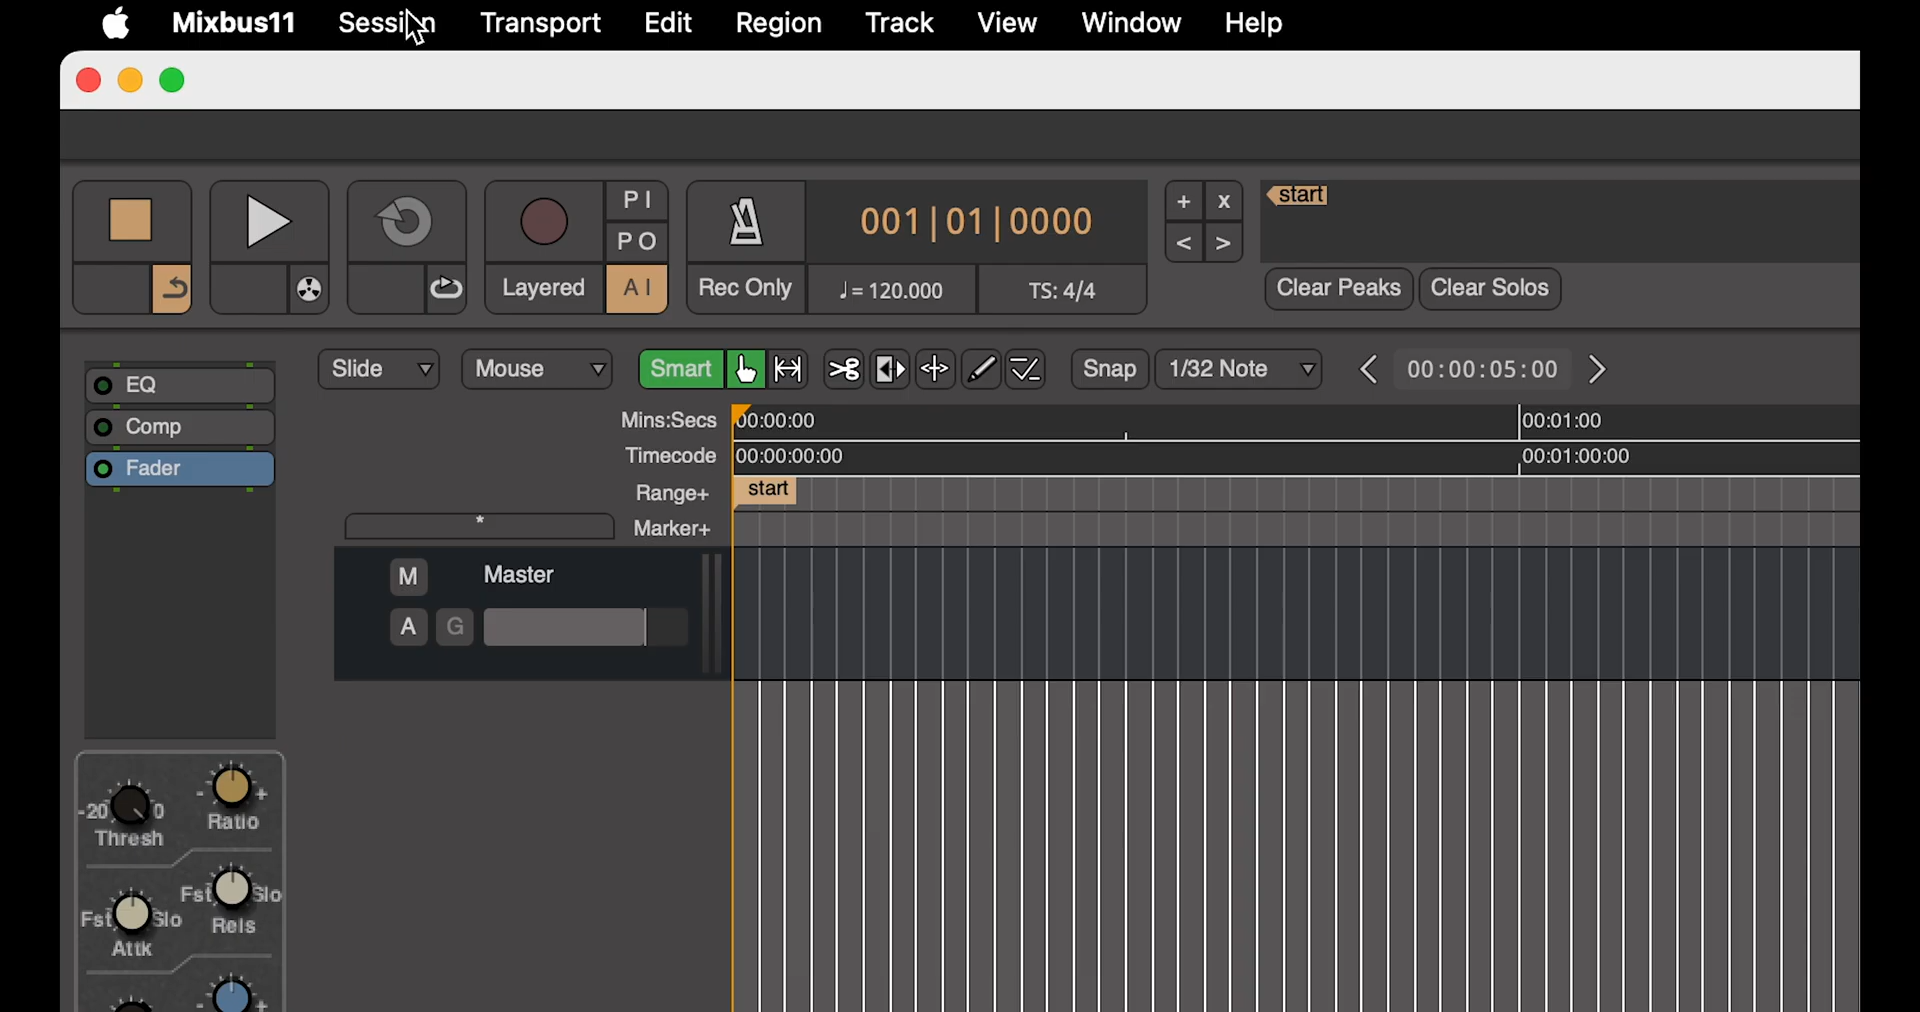 Mixbus11 Session Transport Edit Region Track View Window Help
P I
P O
001|01|0000
+ x
< >
start
Layered A I Rec Only ♩= 120.000 TS: 4/4 Clear Peaks Clear Solos
Slide Mouse Smart Snap 1/32 Note 00:00:05:00
EQ
Comp
Fader
Mins:Secs 00:00:00 00:01:00
Timecode 00:00:00:00 00:01:00:00
Range+ start
* Marker+
M Master
A G
-20 0 Thresh
- + Ratio
Fst Slo Attk
Fst Slo Rels
- +